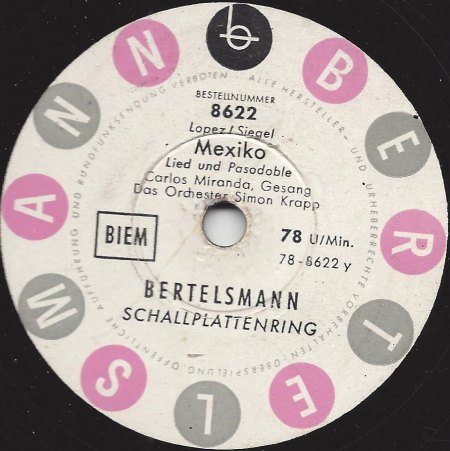 b
BERTELSMANN
ALLE HERSTELLER- UND URHEBERRECHTE VORBEHALTEN · ÜBERSPIELUNG, ÖFFENTLICHE AUFFÜHRUNG UND RUNDFUNKSENDUNG VERBOTEN ·
BESTELLNUMMER
8622
Lopez / Siegel
Mexiko
Lied und Pasodoble
Carlos Miranda, Gesang
Das Orchester Simon Krapp
BIEM
78 U/Min.
78-8622 y
BERTELSMANN
SCHALLPLATTENRING